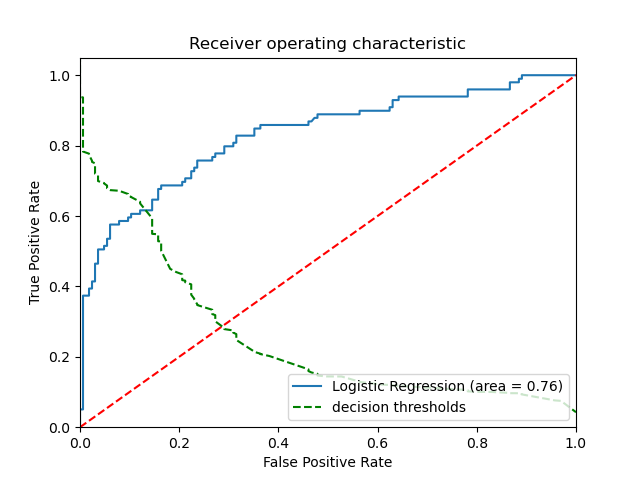 Receiver operating characteristic
1.0
0.8
0.6
0.4
0.2
0.0
True Positive Rate
Logistic Regression (area = 0.76)
decision thresholds
0.0 0.2 0.4 0.6 0.8 1.0
False Positive Rate